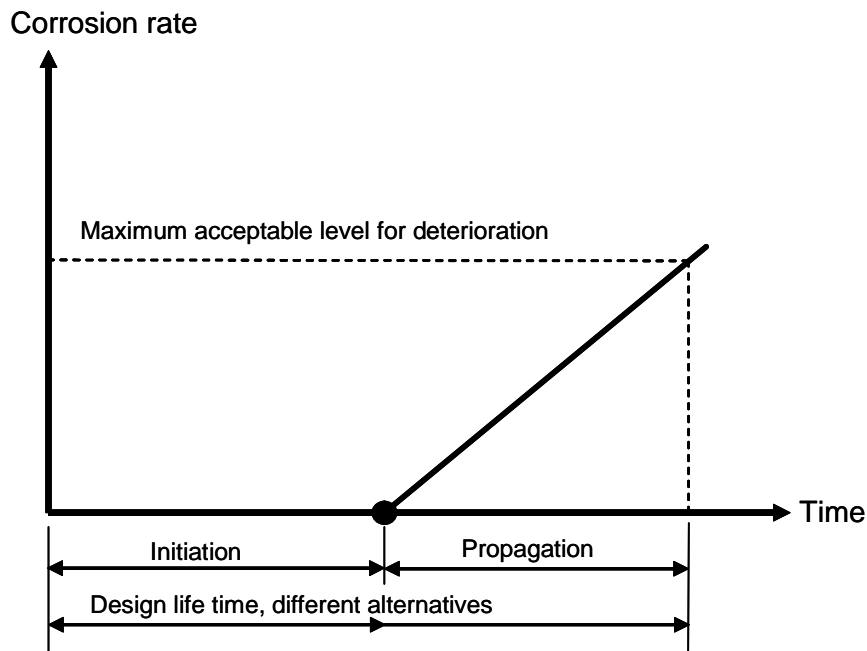 Corrosion rate
Maximum acceptable level for deterioration
Time
Initiation
Propagation
Design life time, different alternatives